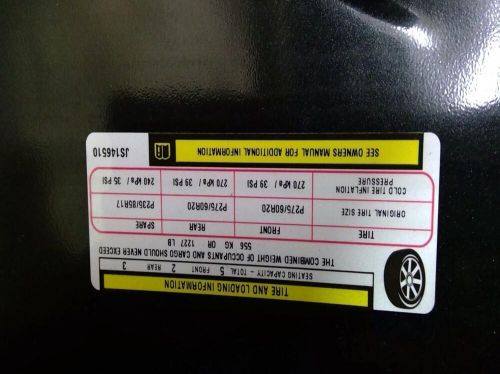 TIRE AND LOADING INFORMATION
SEATING CAPACITY - TOTAL 5 FRONT 2 REAR 3
THE COMBINED WEIGHT OF OCCUPANTS AND CARGO SHOULD NEVER EXCEED
556 KG OR 1227 LB
TIRE FRONT REAR SPARE
ORIGINAL TIRE SIZE P275/60R20 P275/60R20 P235/85R17
COLD TIRE INFLATION PRESSURE 270 kPa / 39 PSI 270 kPa / 39 PSI 240 kPa / 35 PSI
SEE OWNERS MANUAL FOR ADDITIONAL INFORMATION
JS146510